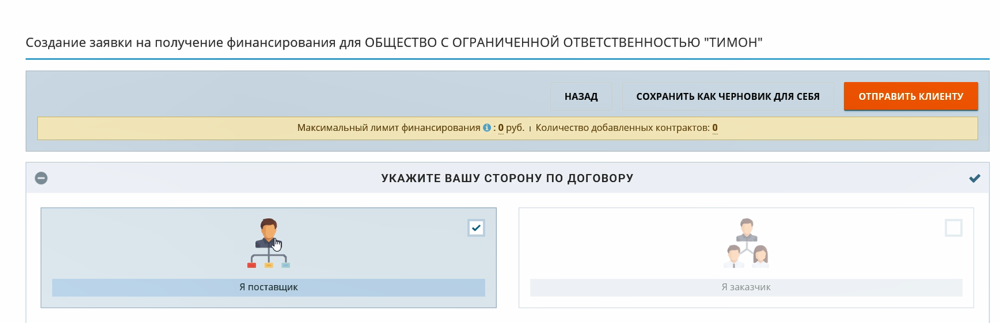 Создание заявки на получение финансирования для ОБЩЕСТВО С ОГРАНИЧЕННОЙ ОТВЕТСТВЕННОСТЬЮ "ТИМОН"
НАЗАД СОХРАНИТЬ КАК ЧЕРНОВИК ДЛЯ СЕБЯ ОТПРАВИТЬ КЛИЕНТУ
Максимальный лимит финансирования i : 0 руб. | Количество добавленных контрактов: 0
УКАЖИТЕ ВАШУ СТОРОНУ ПО ДОГОВОРУ
Я поставщик Я заказчик